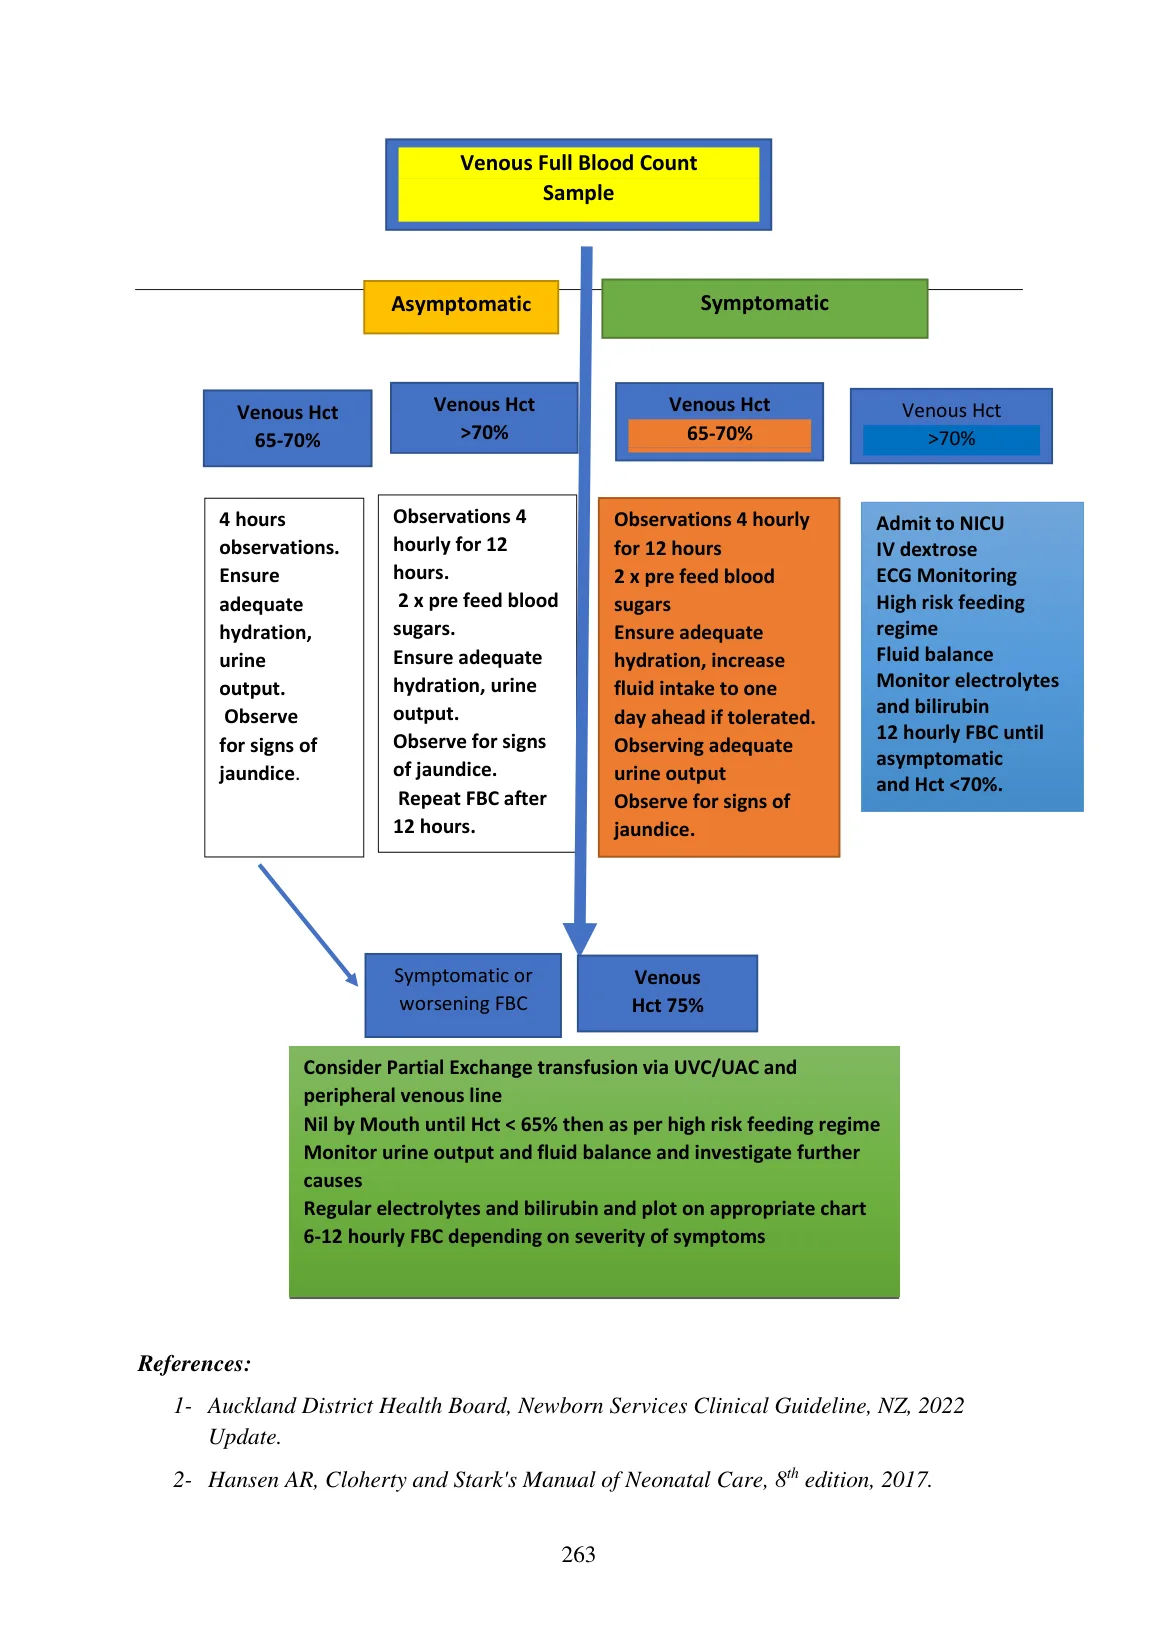 Venous Full Blood Count
Sample
Asymptomatic
Symptomatic
Venous Hct
65-70%
Venous Hct
>70%
Venous Hct
65-70%
Venous Hct
>70%
4 hours
observations.
Ensure
adequate
hydration,
urine
output.
Observe
for signs of
jaundice.
Observations 4
hourly for 12
hours.
2 x pre feed blood
sugars.
Ensure adequate
hydration, urine
output.
Observe for signs
of jaundice.
Repeat FBC after
12 hours.
Observations 4 hourly
for 12 hours
2 x pre feed blood
sugars
Ensure adequate
hydration, increase
fluid intake to one
day ahead if tolerated.
Observing adequate
urine output
Observe for signs of
jaundice.
Admit to NICU
IV dextrose
ECG Monitoring
High risk feeding
regime
Fluid balance
Monitor electrolytes
and bilirubin
12 hourly FBC until
asymptomatic
and Hct <70%.
Symptomatic or
worsening FBC
Venous
Hct 75%
Consider Partial Exchange transfusion via UVC/UAC and
peripheral venous line
Nil by Mouth until Hct < 65% then as per high risk feeding regime
Monitor urine output and fluid balance and investigate further
causes
Regular electrolytes and bilirubin and plot on appropriate chart
6-12 hourly FBC depending on severity of symptoms
References:
1- Auckland District Health Board, Newborn Services Clinical Guideline, NZ, 2022
Update.
2- Hansen AR, Cloherty and Stark's Manual of Neonatal Care, 8th edition, 2017.
263